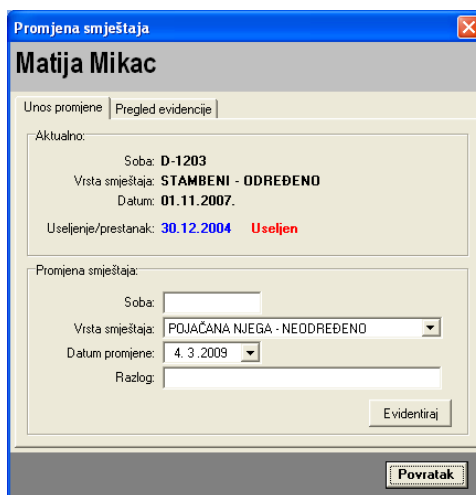 Promjena smještaja
Matija Mikac
Unos promjene Pregled evidencije
Aktualno:
Soba: D-1203
Vrsta smještaja: STAMBENI - ODREĐENO
Datum: 01.11.2007.
Useljenje/prestanak: 30.12.2004 Useljen
Promjena smještaja:
Soba:
Vrsta smještaja: POJAČANA NJEGA - NEODREĐENO
Datum promjene: 4. 3.2009
Razlog:
Evidentiraj
Povratak